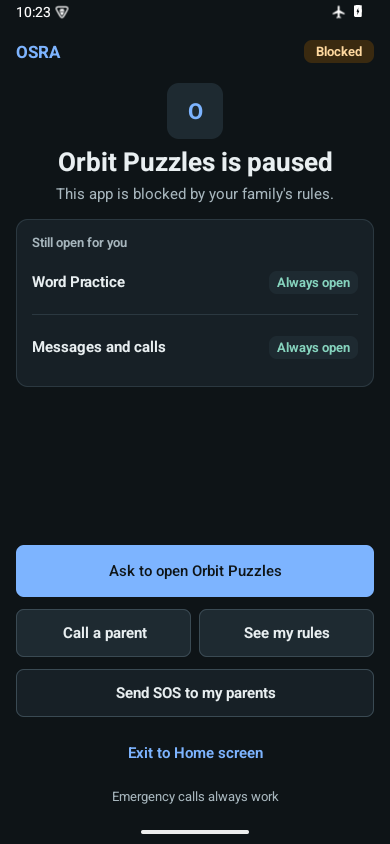 10:23
OSRA
Blocked
O
Orbit Puzzles is paused
This app is blocked by your family's rules.
Still open for you
Word Practice
Always open
Messages and calls
Always open
Ask to open Orbit Puzzles
Call a parent
See my rules
Send SOS to my parents
Exit to Home screen
Emergency calls always work